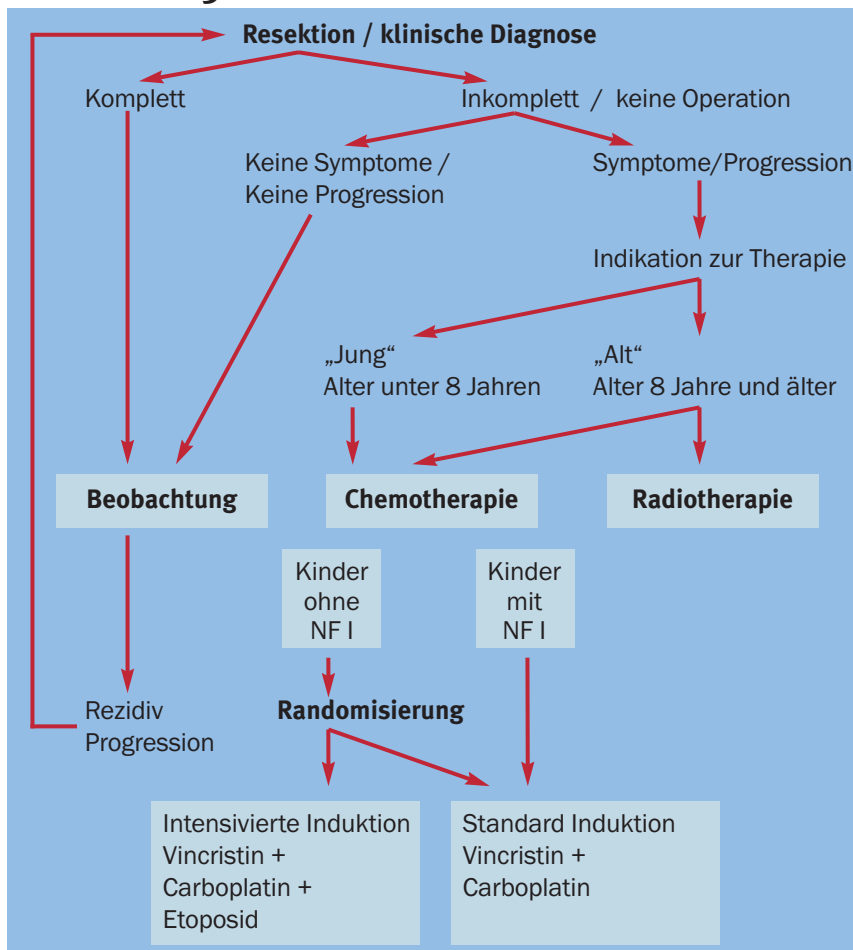 Resektion / klinische Diagnose
Komplett
Inkomplett / keine Operation
Keine Symptome /
Keine Progression
Symptome/Progression
Indikation zur Therapie
„Jung“
Alter unter 8 Jahren
„Alt“
Alter 8 Jahre und älter
Beobachtung
Chemotherapie
Radiotherapie
Kinder
ohne
NF I
Kinder
mit
NF I
Rezidiv
Progression
Randomisierung
Intensivierte Induktion
Vincristin +
Carboplatin +
Etoposid
Standard Induktion
Vincristin +
Carboplatin